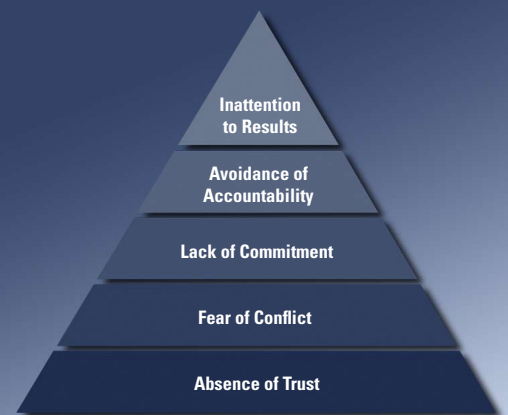 Inattention
to Results
Avoidance of
Accountability
Lack of Commitment
Fear of Conflict
Absence of Trust